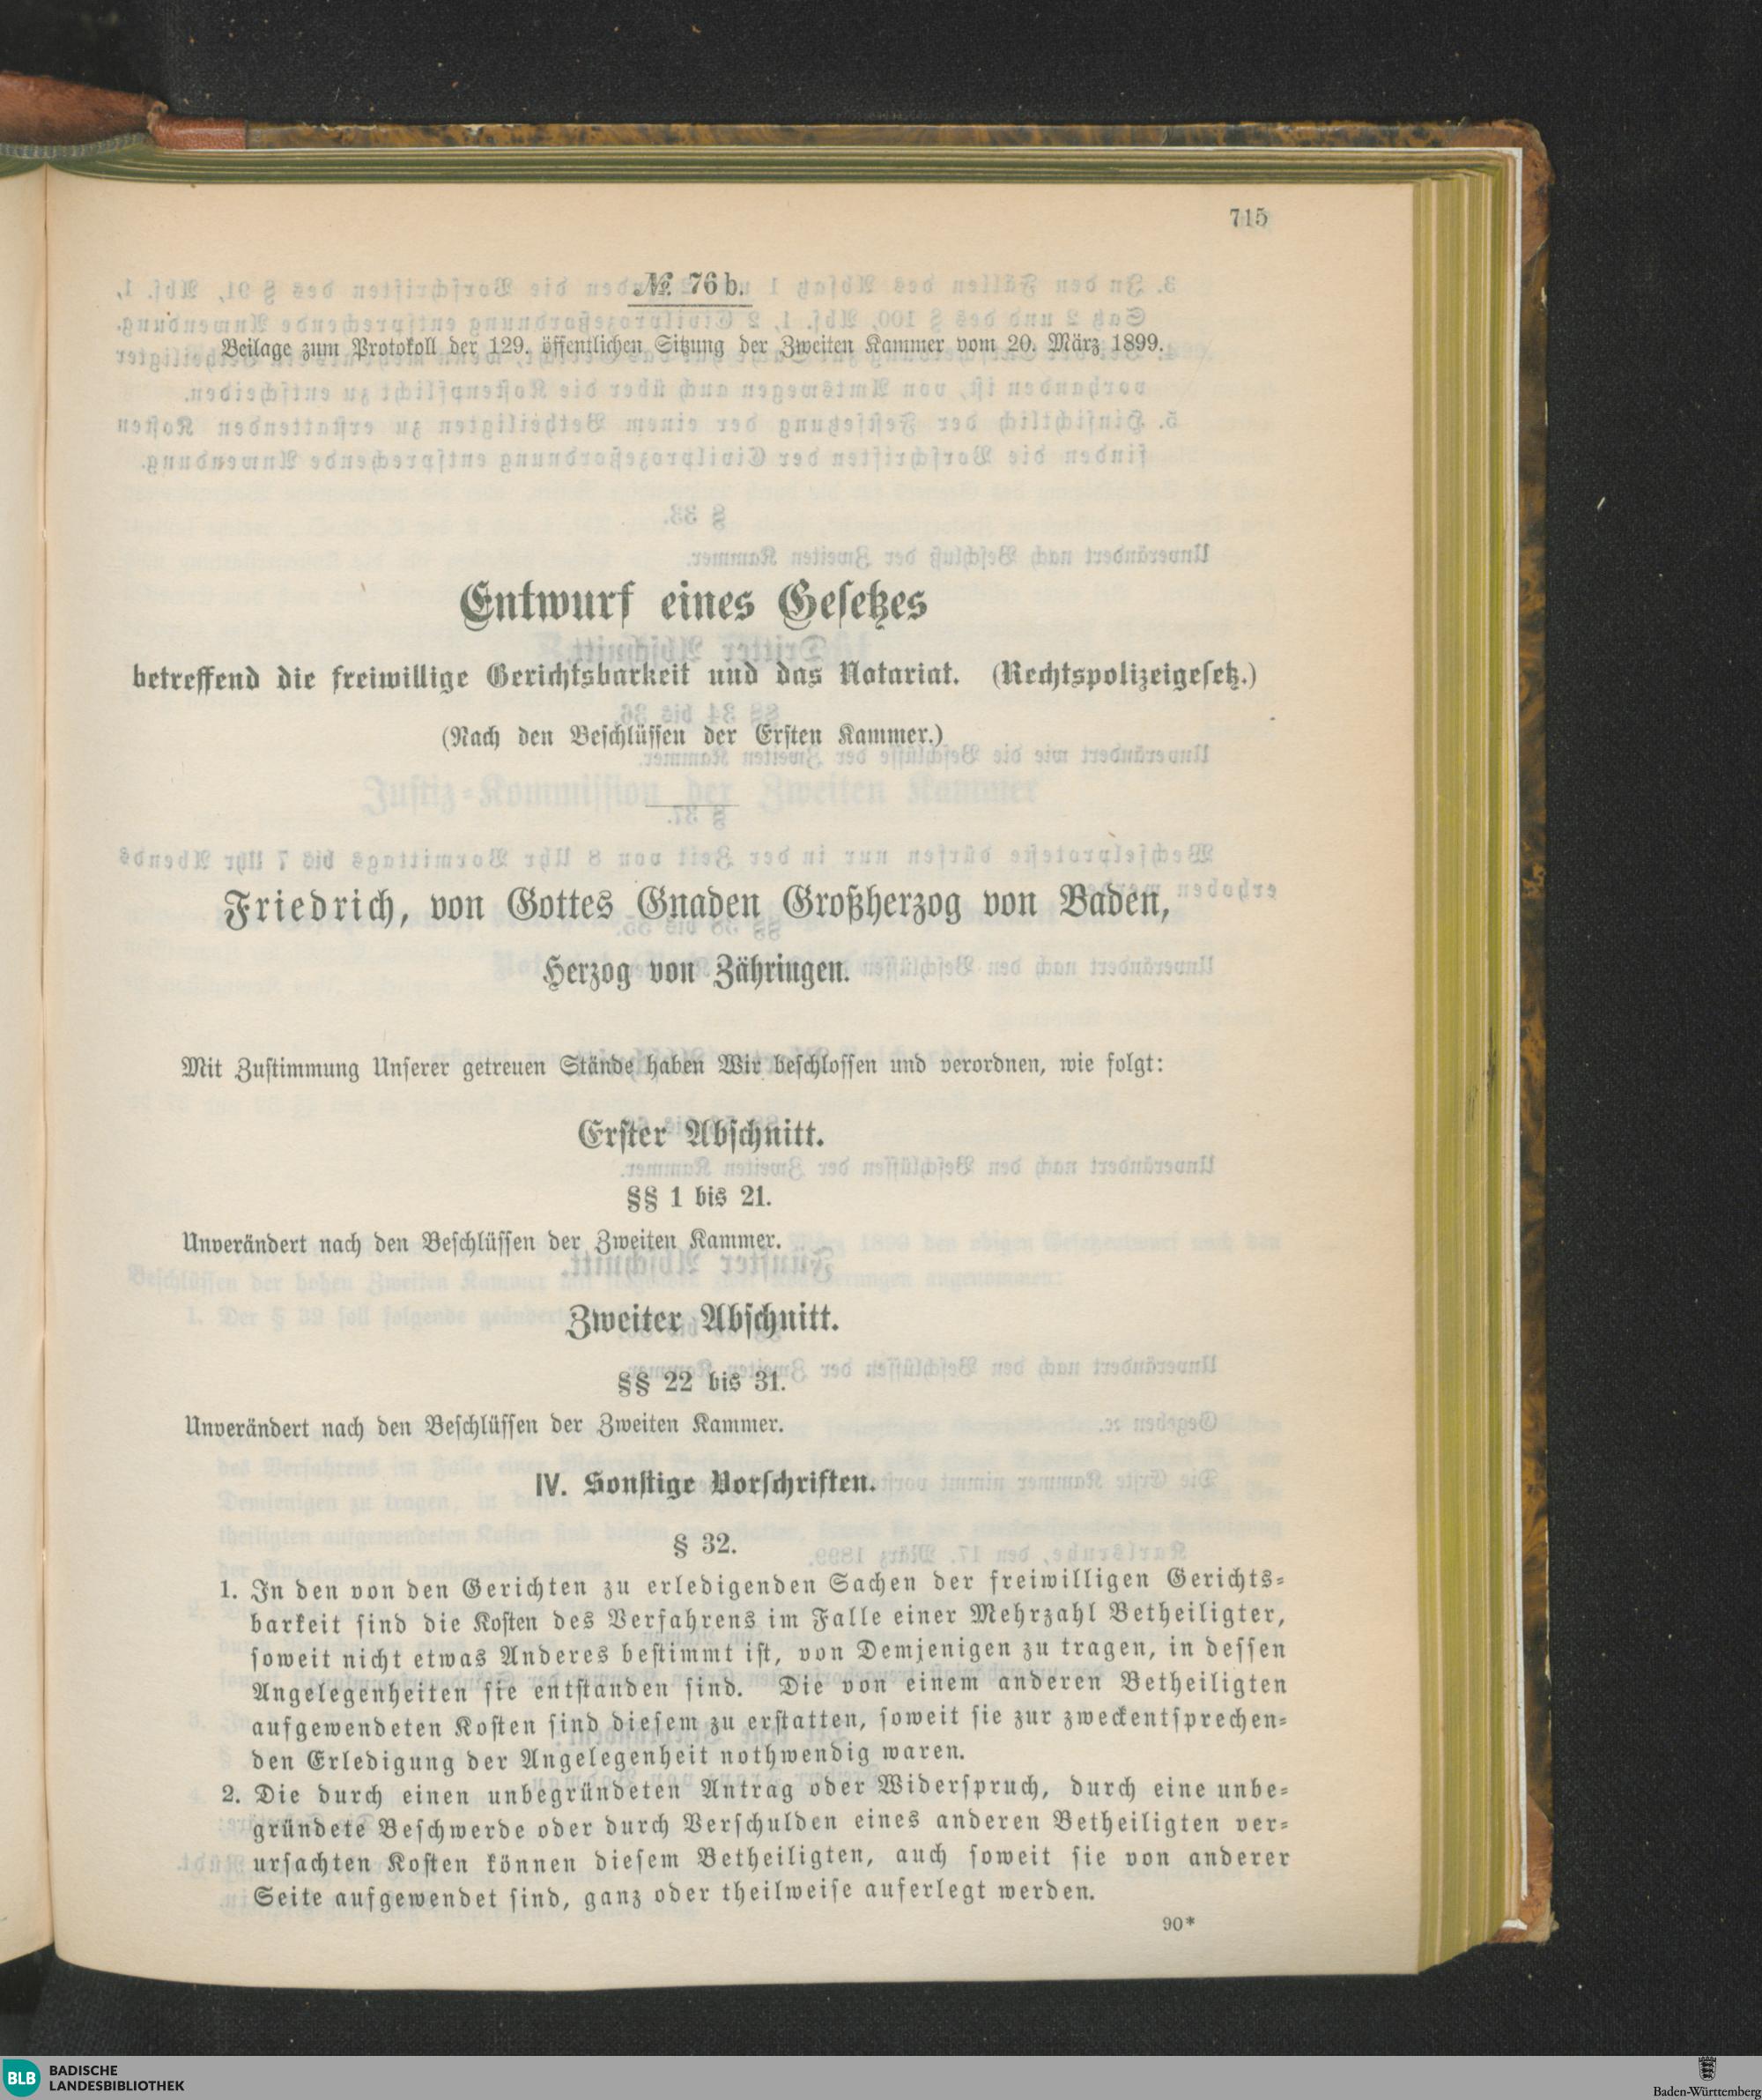 715
№ 76 b.
Beilage zum Protokoll der 129. öffentlichen Sitzung der Zweiten Kammer vom 20. März 1899.
Entwurf eines Gesetzes
betreffend die freiwillige Gerichtsbarkeit und das Notariat. (Rechtspolizeigesetz.)
(Nach den Beschlüssen der Ersten Kammer.)
Friedrich, von Gottes Gnaden Großherzog von Baden,
Herzog von Zähringen.
Mit Zustimmung Unserer getreuen Stände haben Wir beschlossen und verordnen, wie folgt:
Erster Abschnitt.
§§ 1 bis 21.
Unverändert nach den Beschlüssen der Zweiten Kammer.
Zweiter Abschnitt.
§§ 22 bis 31.
Unverändert nach den Beschlüssen der Zweiten Kammer.
IV. Sonstige Vorschriften.
§ 32.
1. In den von den Gerichten zu erledigenden Sachen der freiwilligen Gerichts-
barkeit sind die Kosten des Verfahrens im Falle einer Mehrzahl Betheiligter,
soweit nicht etwas Anderes bestimmt ist, von Demjenigen zu tragen, in dessen
Angelegenheiten sie entstanden sind. Die von einem anderen Betheiligten
aufgewendeten Kosten sind diesem zu erstatten, soweit sie zur zweckentsprechen-
den Erledigung der Angelegenheit nothwendig waren.
2. Die durch einen unbegründeten Antrag oder Widerspruch, durch eine unbe-
gründete Beschwerde oder durch Verschulden eines anderen Betheiligten ver-
ursachten Kosten können diesem Betheiligten, auch soweit sie von anderer
Seite aufgewendet sind, ganz oder theilweise auferlegt werden.
90*
BLB BADISCHE
LANDESBIBLIOTHEK
Baden-Württemberg